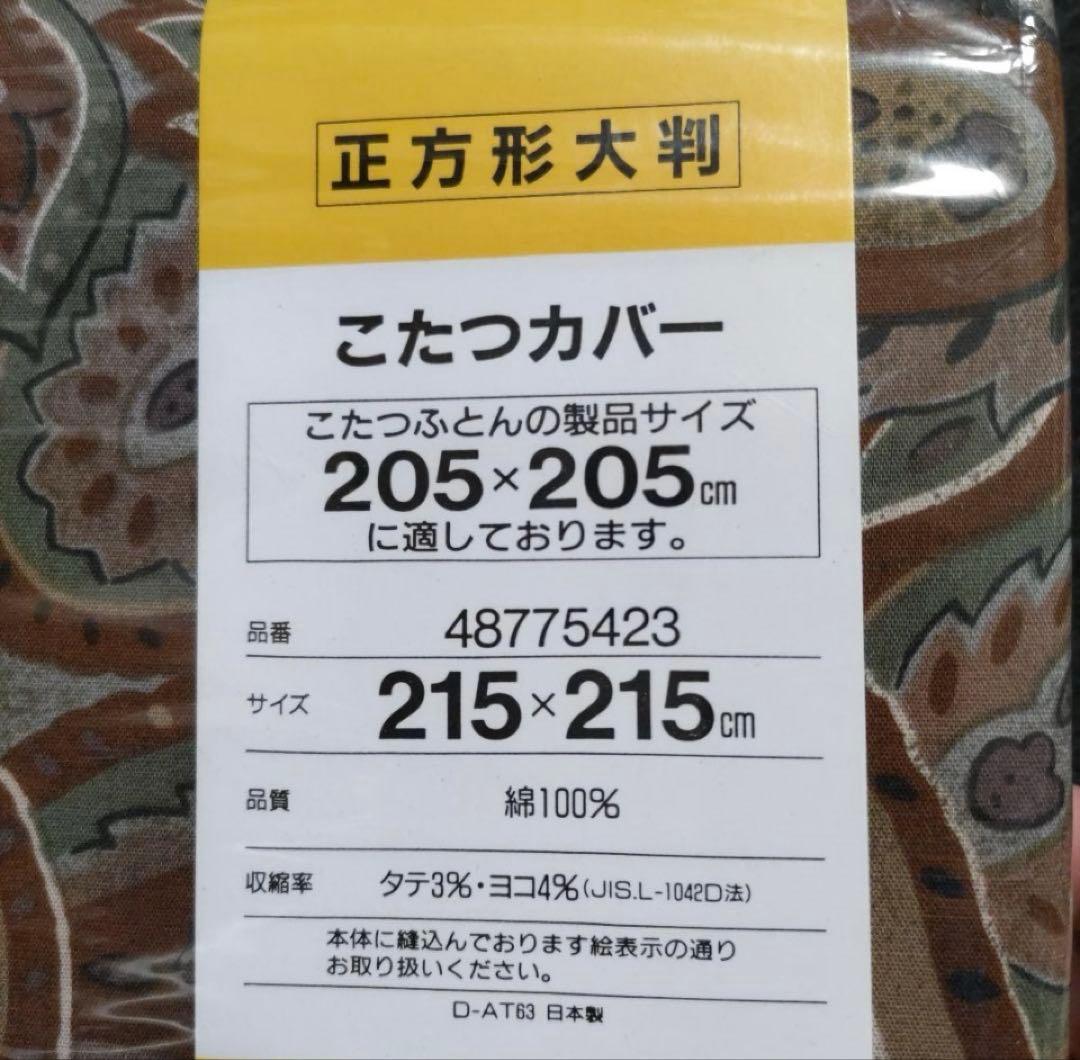 正方形大判
こたつカバー
こたつふとんの製品サイズ
205×205cm
に適しております。
品番 48775423
サイズ 215×215cm
品質 綿100%
収縮率 タテ3%・ヨコ4%(JIS.L-1042D法)
本体に縫込んでおります絵表示の通り
お取り扱いください。
D-AT63 日本製